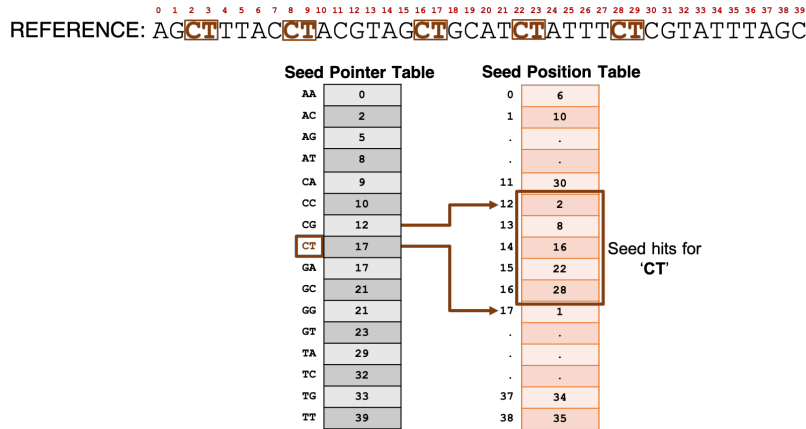 0 1 2 3 4 5 6 7 8 9 10 11 12 13 14 15 16 17 18 19 20 21 22 23 24 25 26 27 28 29 30 31 32 33 34 35 36 37 38 39
REFERENCE: AGCTTTACCTACGTAGCTGCATCTATTTCTCGTATTTAGC
Seed Pointer Table
AA 0
AC 2
AG 5
AT 8
CA 9
CC 10
CG 12
CT 17
GA 17
GC 21
GG 21
GT 23
TA 29
TC 32
TG 33
TT 39
Seed Position Table
0 6
1 10
. .
. .
11 30
12 2
13 8
14 16
15 22
16 28
17 1
. .
. .
. .
37 34
38 35
Seed hits for
'CT'